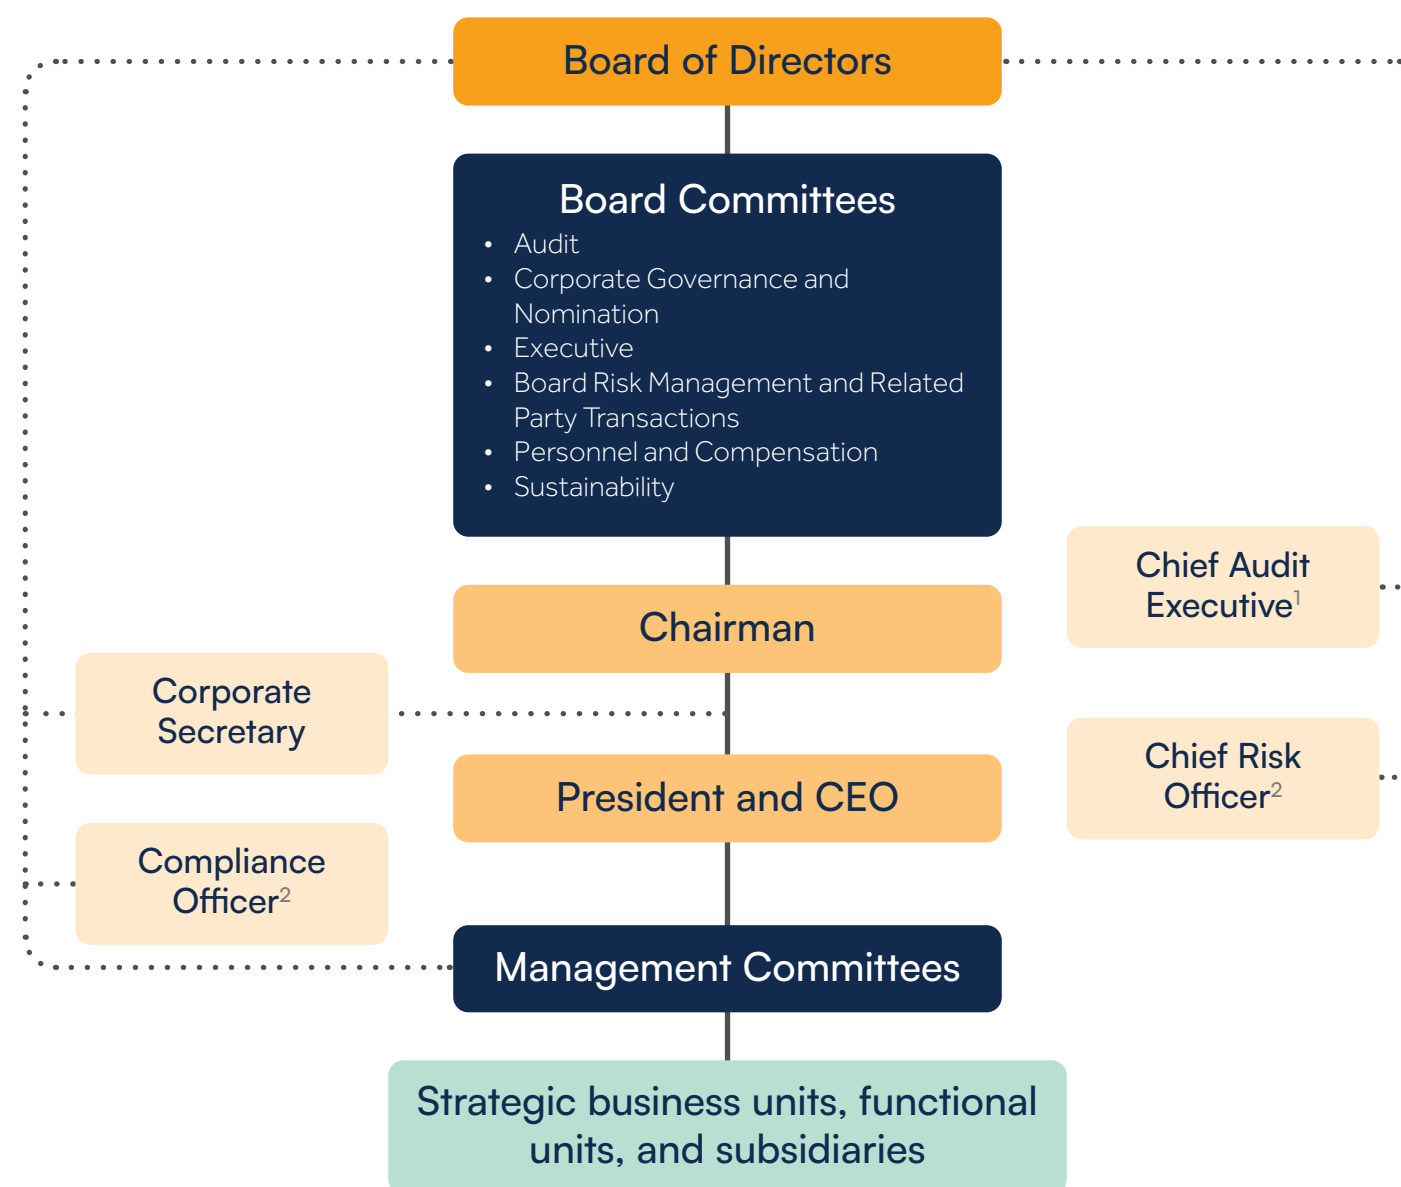 Board of Directors
Board Committees
• Audit
• Corporate Governance and
Nomination
• Executive
• Board Risk Management and Related
Party Transactions
• Personnel and Compensation
• Sustainability
Chief Audit
Executive¹
Chairman
Corporate
Secretary
Chief Risk
Officer²
President and CEO
Compliance
Officer²
Management Committees
Strategic business units, functional
units, and subsidiaries